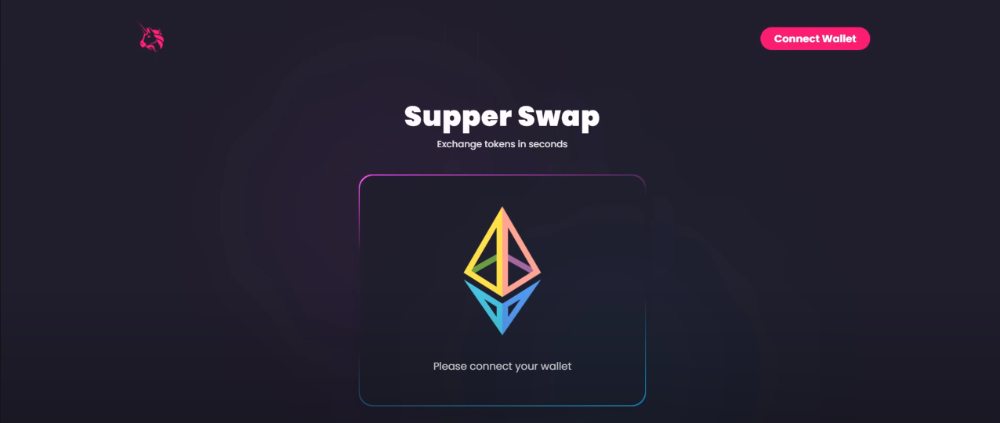 Connect Wallet
Supper Swap
Exchange tokens in seconds
Please connect your wallet